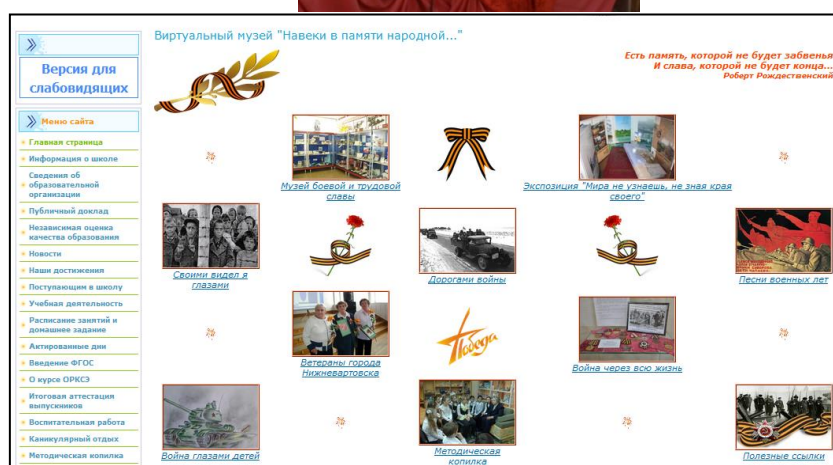 Виртуальный музей "Навеки в памяти народной..."
Есть память, которой не будет забвенья
И слава, которой не будет конца...
Роберт Рождественский
Версия для
слабовидящих
Меню сайта
Главная страница
Информация о школе
Сведения об
образовательной
организации
Публичный доклад
Независимая оценка
качества образования
Новости
Наши достижения
Поступающим в школу
Учебная деятельность
Расписание занятий и
домашнее задание
Актированные дни
Введение ФГОС
О курсе ОРКСЭ
Итоговая аттестация
выпускников
Воспитательная работа
Каникулярный отдых
Методическая копилка
Музей боевой и трудовой
славы
Экспозиция "Мира не узнаешь, не зная края
своего"
Своими видел я
глазами
Дорогами войны
Песни военных лет
Ветераны города
Нижневартовска
Победа
Война через всю жизнь
Война глазами детей
Методическая
копилка
Полезные ссылки